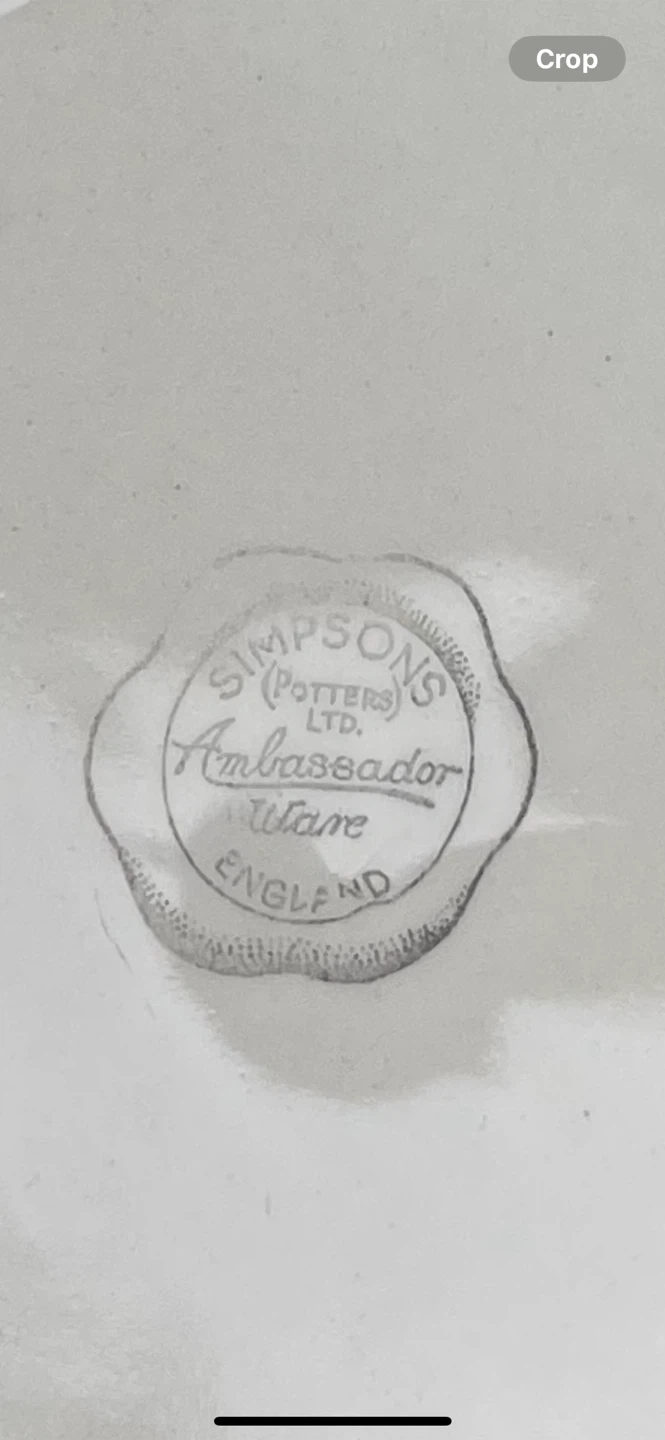 Crop
SIMPSONS
(POTTERS)
LTD.
Ambassador
Ware
ENGLAND